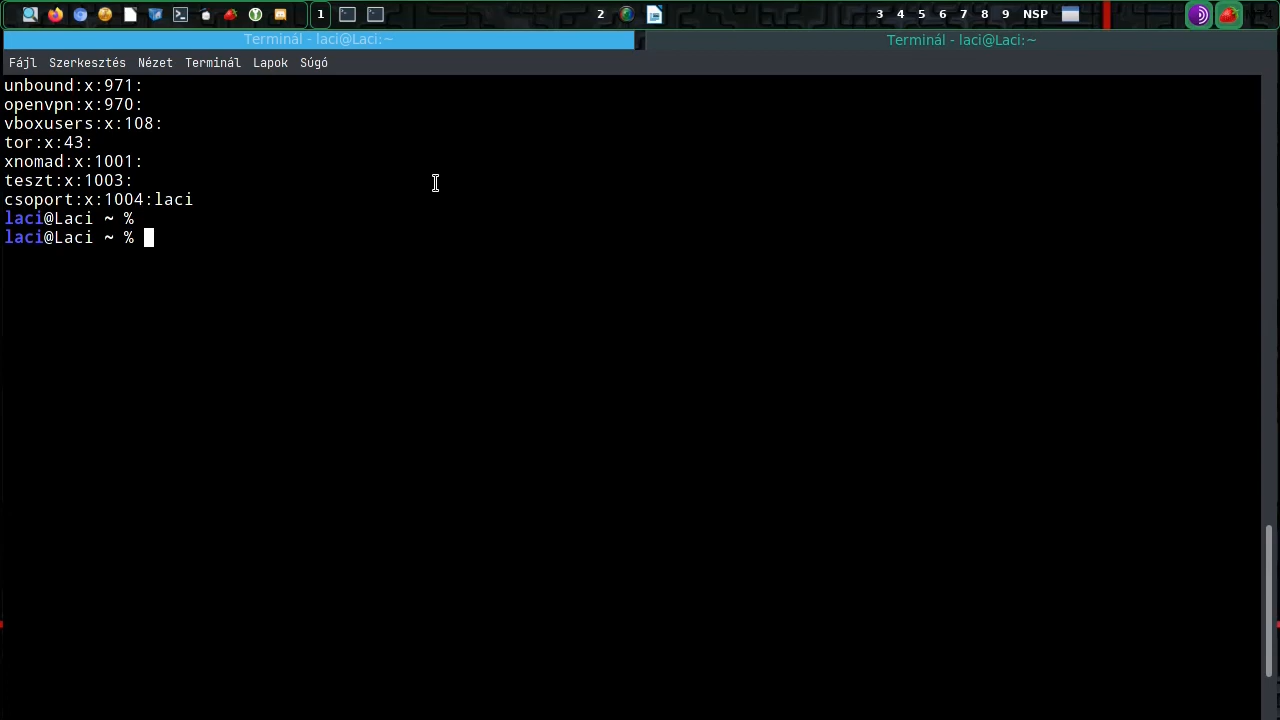 1 2 3 4 5 6 7 8 9 NSP
Terminál - laci@Laci:~ Terminál - laci@Laci:~
Fájl Szerkesztés Nézet Terminál Lapok Súgó
unbound:x:971:
openvpn:x:970:
vboxusers:x:108:
tor:x:43:
xnomad:x:1001:
teszt:x:1003:
csoport:x:1004:laci
laci@Laci ~ %
laci@Laci ~ %